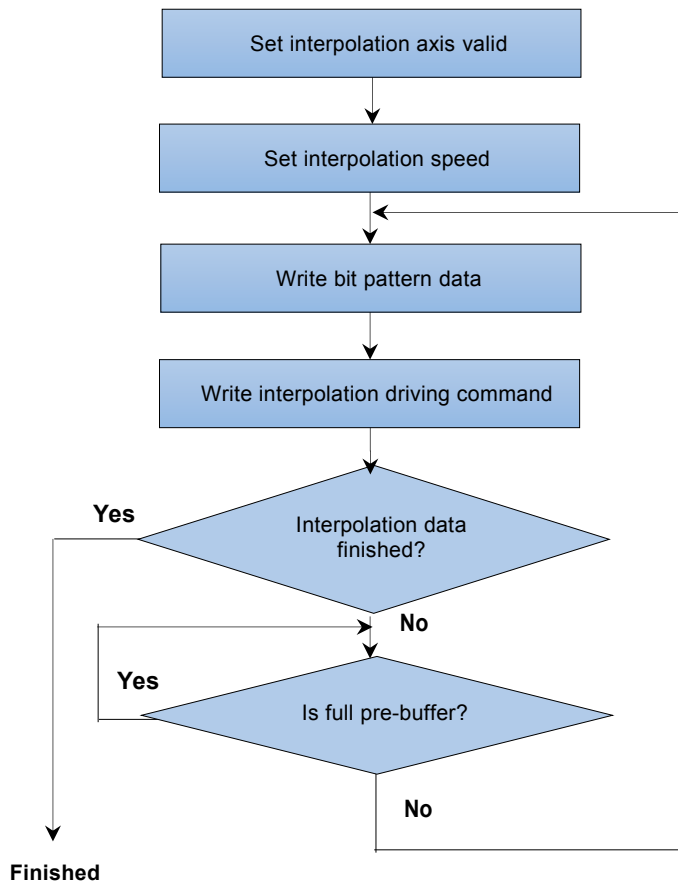 Set interpolation axis valid
Set interpolation speed
Write bit pattern data
Write interpolation driving command
Yes
Interpolation data
finished?
No
Yes
Is full pre-buffer?
No
Finished